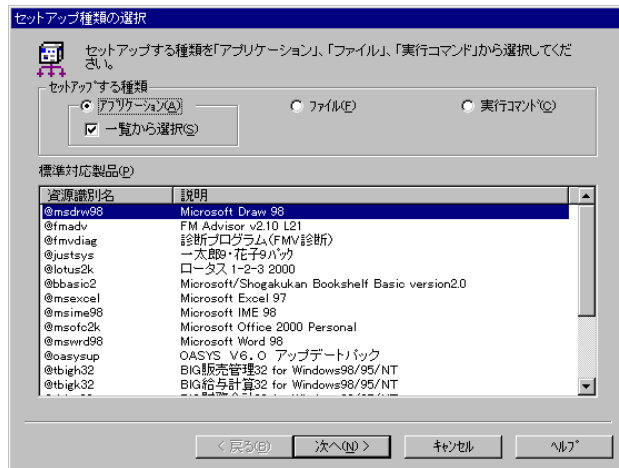 セットアップ種類の選択
セットアップする種類を「アプリケーション」、「ファイル」、「実行コマンド」から選択してくだ
さい。
セットアップする種類
アプリケーション(A)
ファイル(F)
実行コマンド(C)
一覧から選択(S)
標準対応製品(P)
資源識別名 説明
@msdrw98 Microsoft Draw 98
@fmadv FM Advisor v2.10 L21
@fmvdiag 診断プログラム(FMV診断)
@justsys 一太郎9・花子9パック
@lotus2k ロータス 1-2-3 2000
@bbasic2 Microsoft/Shogakukan Bookshelf Basic version2.0
@msexcel Microsoft Excel 97
@msime98 Microsoft IME 98
@msofc2k Microsoft Office 2000 Personal
@mswrd98 Microsoft Word 98
@oasysup OASYS V6.0 アップデートパック
@tbigh32 BIG販売管理32 for Windows98/95/NT
@tbigk32 BIG給与計算32 for Windows98/95/NT
< 戻る(B)
次へ(N) >
キャンセル
ヘルプ